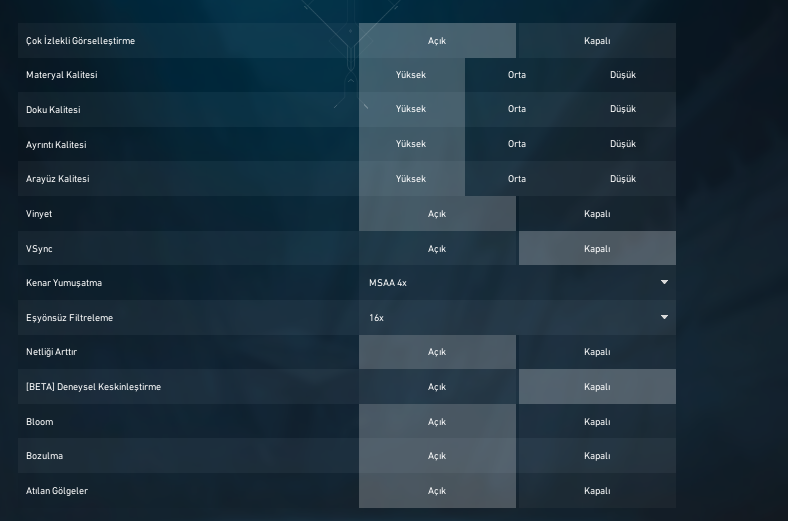 Çok İzlekli Görselleştirme Açık Kapalı
Materyal Kalitesi Yüksek Orta Düşük
Doku Kalitesi Yüksek Orta Düşük
Ayrıntı Kalitesi Yüksek Orta Düşük
Arayüz Kalitesi Yüksek Orta Düşük
Vinyet Açık Kapalı
VSync Açık Kapalı
Kenar Yumuşatma MSAA 4x
Eşyönsüz Filtreleme 16x
Netliği Arttır Açık Kapalı
[BETA] Deneysel Keskinleştirme Açık Kapalı
Bloom Açık Kapalı
Bozulma Açık Kapalı
Atılan Gölgeler Açık Kapalı